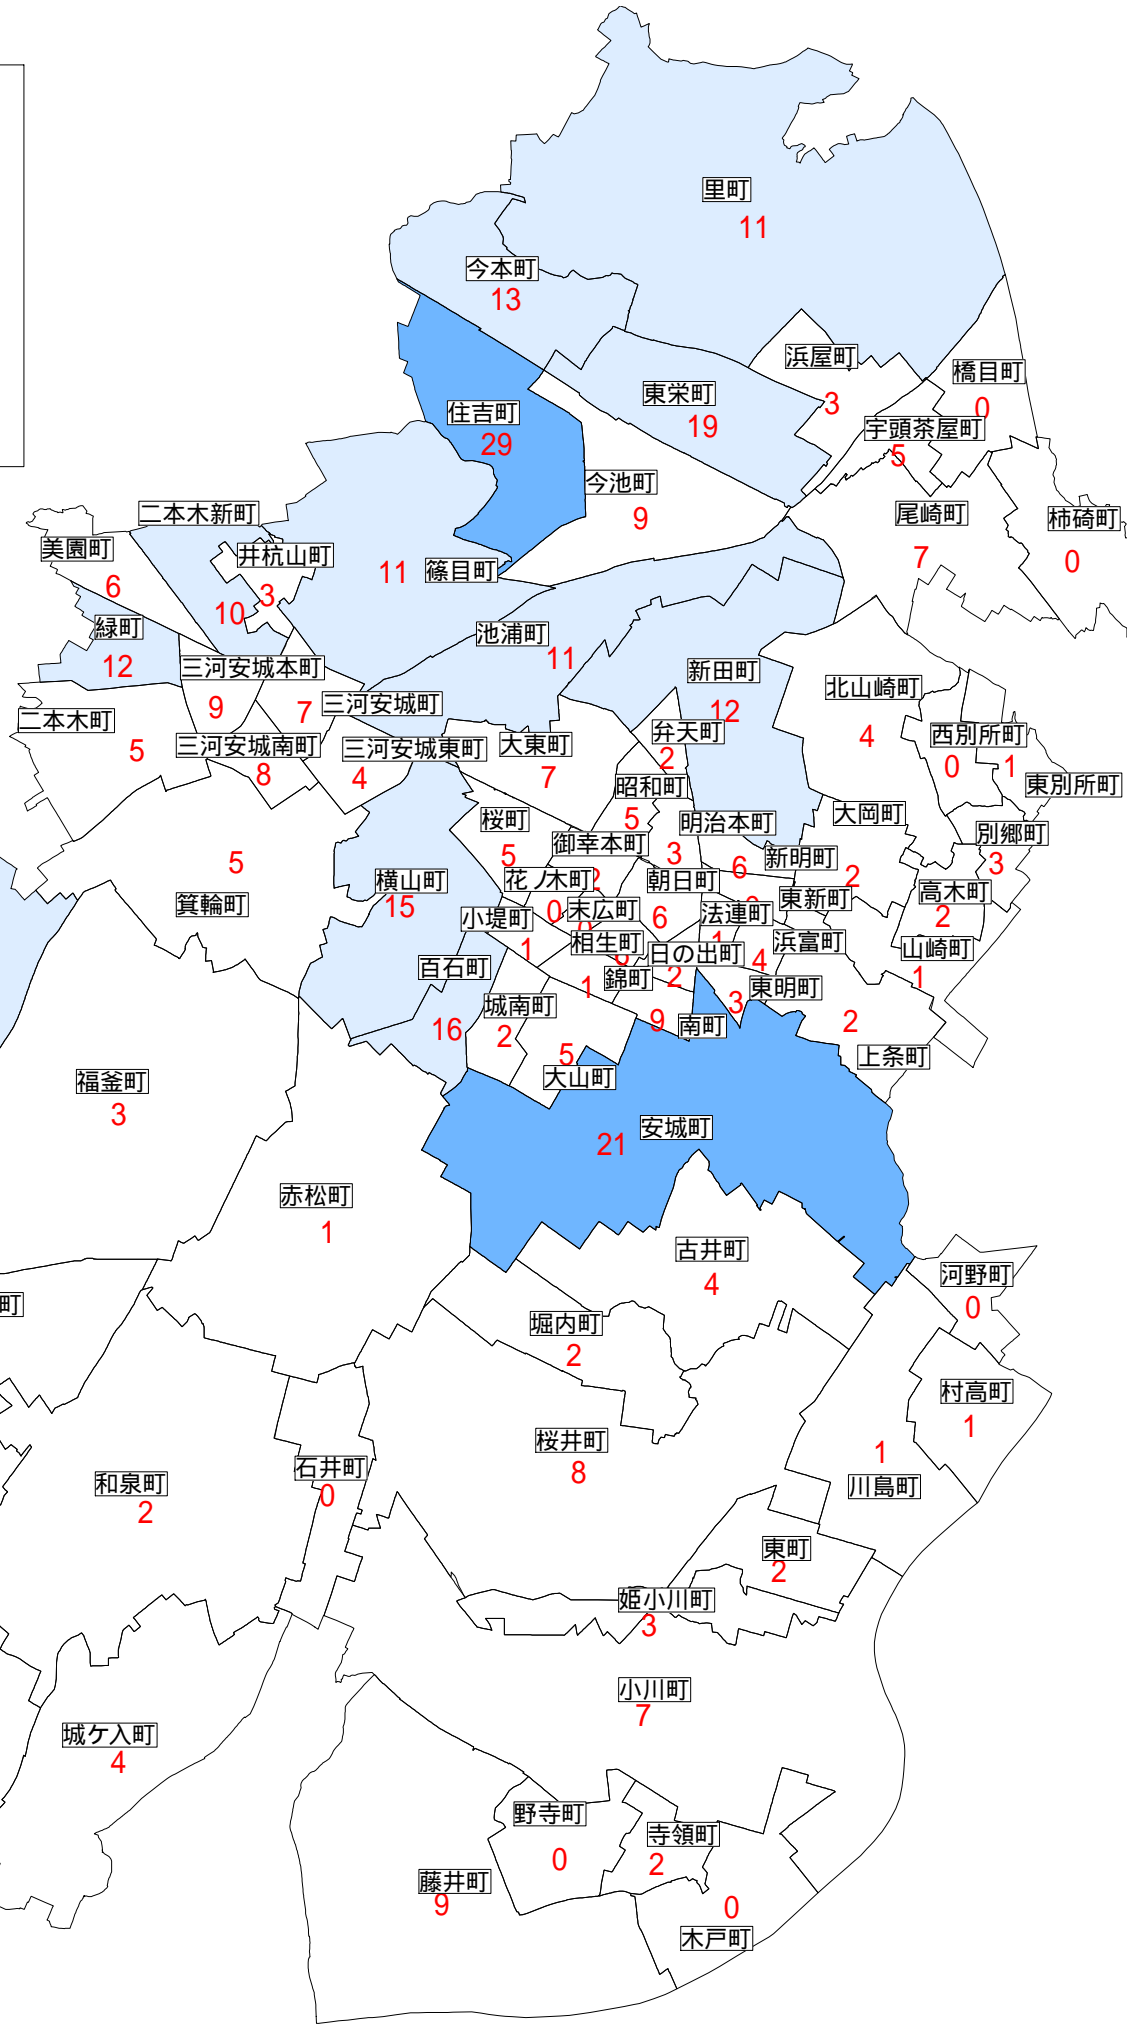 里町
11
今本町
13
浜屋町
3
橋目町
0
東栄町
19
住吉町
29
宇頭茶屋町
5
今池町
9
二本木新町
10
尾崎町
7
柿碕町
0
美園町
6
井杭山町
3
篠目町
11
緑町
12
池浦町
11
三河安城本町
9
新田町
12
北山崎町
4
三河安城町
7
二本木町
5
弁天町
2
西別所町
0
三河安城南町
8
三河安城東町
4
大東町
7
1
東別所町
昭和町
5
大岡町
2
桜町
5
明治本町
3
別郷町
3
御幸本町
2
新明町
6
箕輪町
5
横山町
15
花ノ木町
0
朝日町
6
東新町
高木町
2
小堤町
1
末広町
0
法連町
1
相生町
6
日の出町
2
浜富町
4
山崎町
1
百石町
16
錦町
1
東明町
3
城南町
2
南町
9
上条町
2
大山町
5
福釜町
3
安城町
21
赤松町
1
古井町
4
河野町
0
町
堀内町
2
村高町
1
桜井町
8
川島町
1
和泉町
2
石井町
0
東町
2
姫小川町
3
小川町
7
城ケ入町
4
野寺町
0
寺領町
2
藤井町
9
木戸町
0